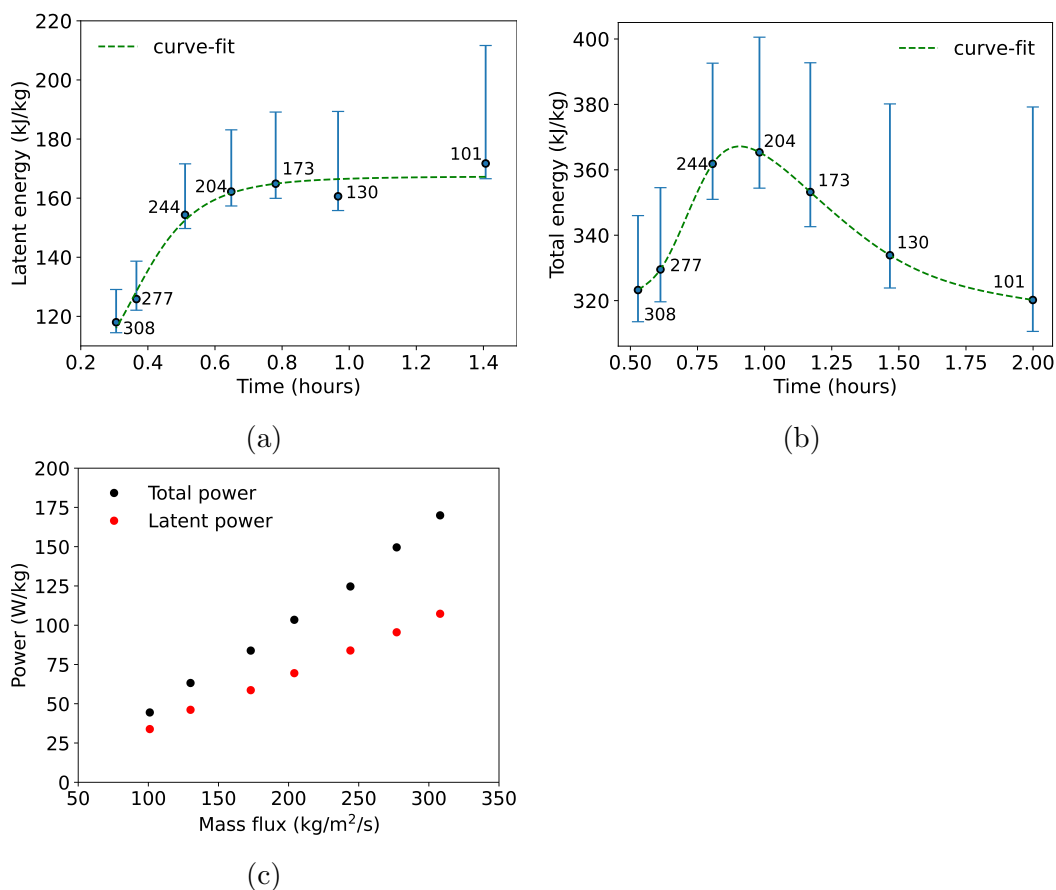 curve-fit
220
200
180
160
140
120
Latent energy (kJ/kg)
308
277
244
204
173
130
101
0.2 0.4 0.6 0.8 1.0 1.2 1.4
Time (hours)
(a)
curve-fit
400
380
360
340
320
Total energy (kJ/kg)
308
277
244
204
173
130
101
0.50 0.75 1.00 1.25 1.50 1.75 2.00
Time (hours)
(b)
Total power
Latent power
200
175
150
125
100
75
50
25
0
Power (W/kg)
50 100 150 200 250 300 350
Mass flux (kg/m²/s)
(c)